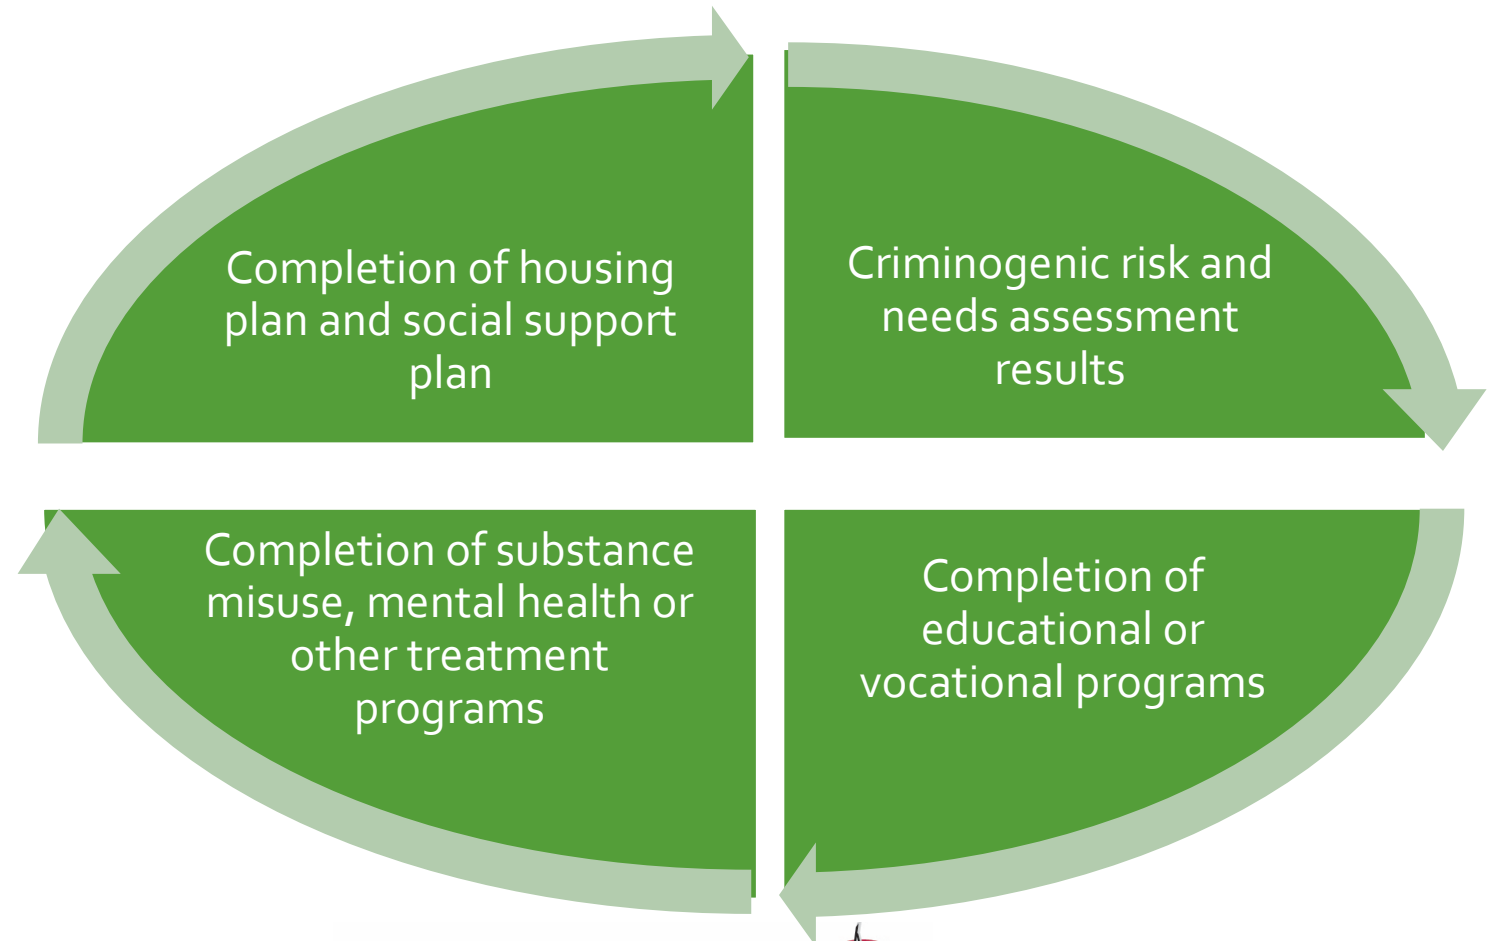 Completion of housing
plan and social support
plan
Criminogenic risk and
needs assessment
results
Completion of substance
misuse, mental health or
other treatment
programs
Completion of
educational or
vocational programs